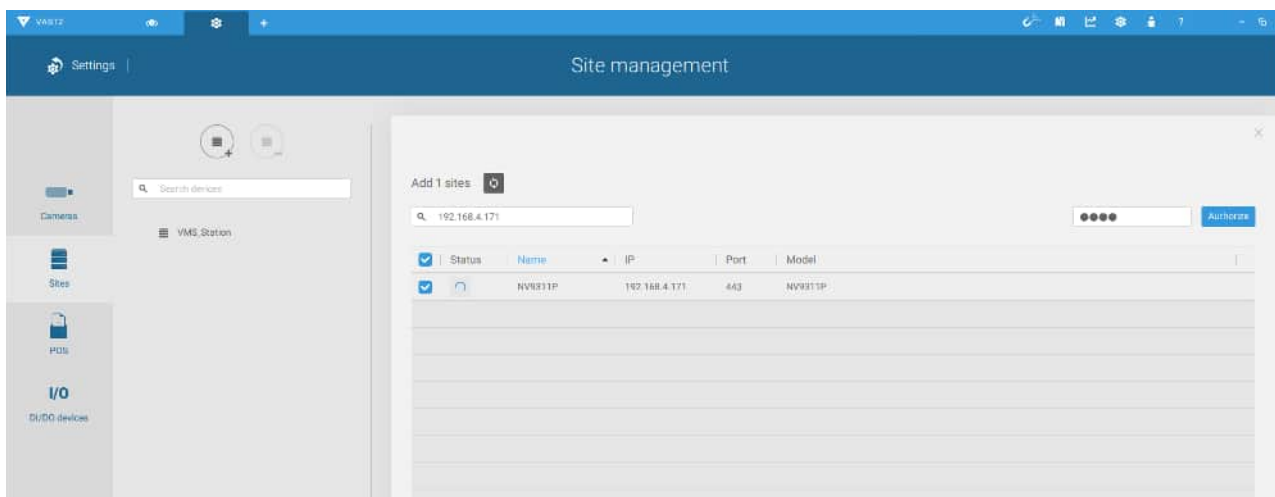 VAST2
?
Settings
Site management
Add 1 sites
Search devices
192.168.4.171
Authorize
Cameras
VMS_Station
Status Name IP Port Model
NV9311P 192.168.4.171 443 NV9311P
Sites
POS
I/O
DI/DO devices